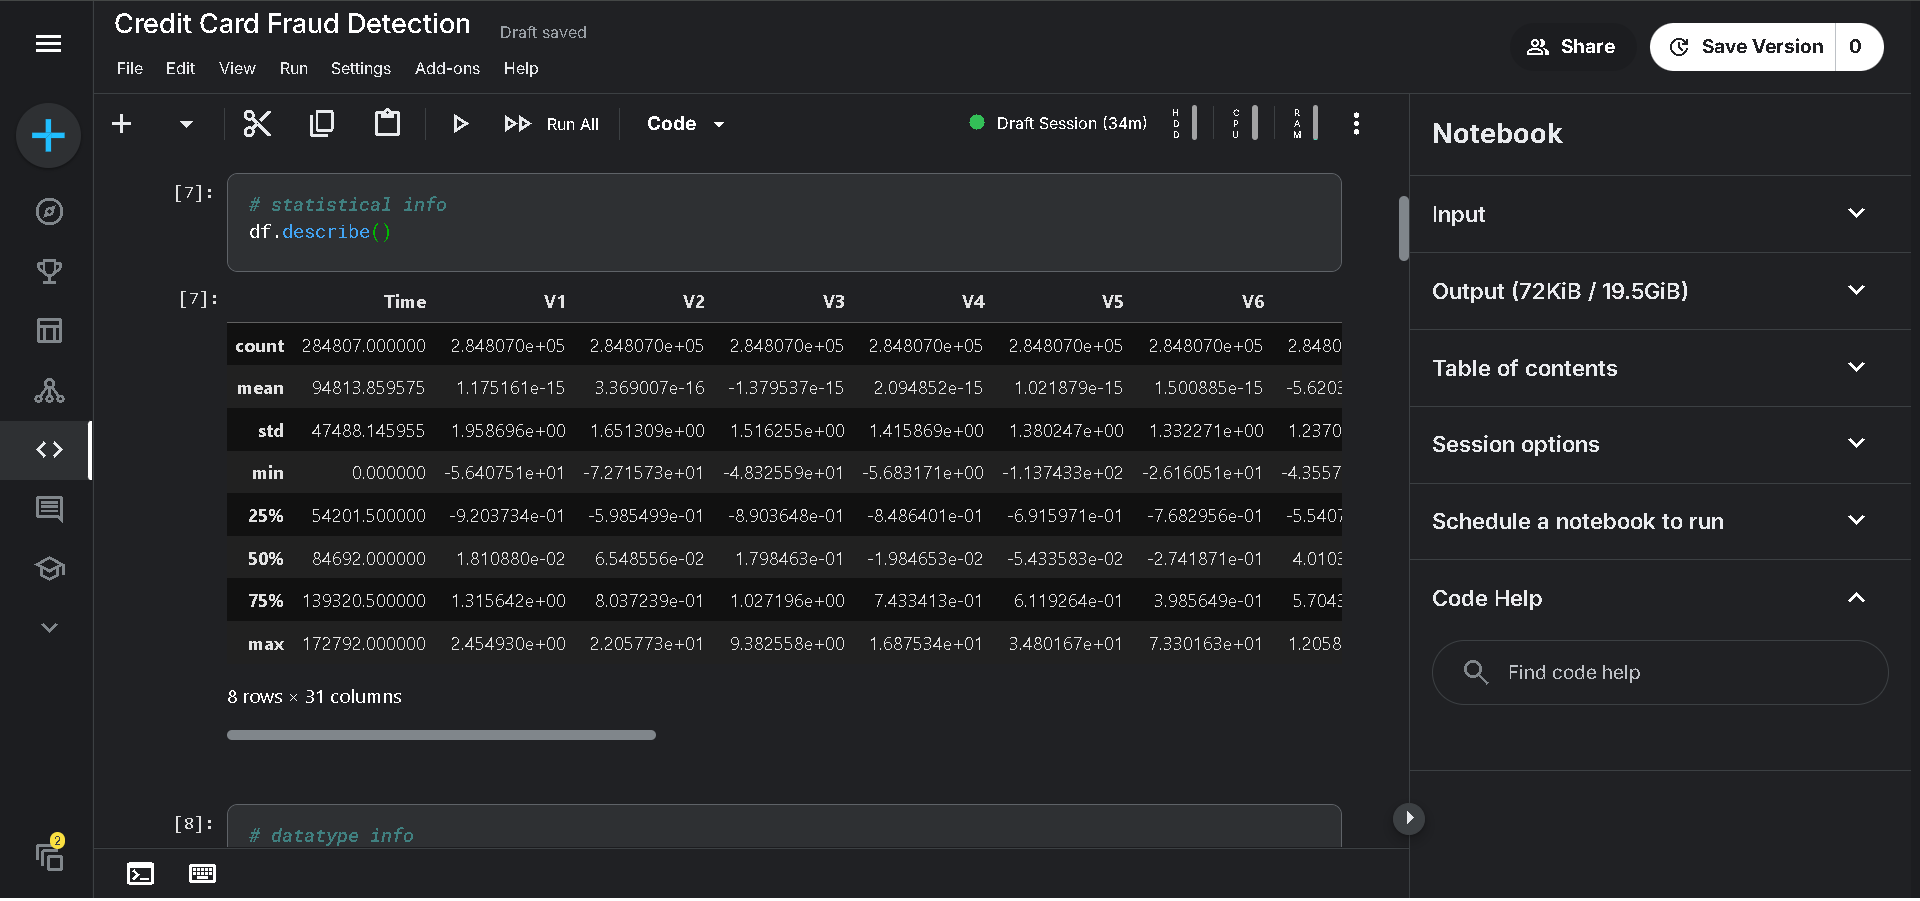 Credit Card Fraud Detection
Draft saved
File Edit View Run Settings Add-ons Help
Share
Save Version 0
Run All
Code
Draft Session (34m)
HDD
CPU
RAM
[7]:
# statistical info
df.describe()
[7]:
Time V1 V2 V3 V4 V5 V6
count 284807.000000 2.848070e+05 2.848070e+05 2.848070e+05 2.848070e+05 2.848070e+05 2.848070e+05 2.8480
mean 94813.859575 1.175161e-15 3.369007e-16 -1.379537e-15 2.094852e-15 1.021879e-15 1.500885e-15 -5.6203
std 47488.145955 1.958696e+00 1.651309e+00 1.516255e+00 1.415869e+00 1.380247e+00 1.332271e+00 1.2370
min 0.000000 -5.640751e+01 -7.271573e+01 -4.832559e+01 -5.683171e+00 -1.137433e+02 -2.616051e+01 -4.3557
25% 54201.500000 -9.203734e-01 -5.985499e-01 -8.903648e-01 -8.486401e-01 -6.915971e-01 -7.682956e-01 -5.5407
50% 84692.000000 1.810880e-02 6.548556e-02 1.798463e-01 -1.984653e-02 -5.433583e-02 -2.741871e-01 4.0103
75% 139320.500000 1.315642e+00 8.037239e-01 1.027196e+00 7.433413e-01 6.119264e-01 3.985649e-01 5.7043
max 172792.000000 2.454930e+00 2.205773e+01 9.382558e+00 1.687534e+01 3.480167e+01 7.330163e+01 1.2058
8 rows × 31 columns
[8]:
# datatype info
2
Notebook
Input
Output (72KiB / 19.5GiB)
Table of contents
Session options
Schedule a notebook to run
Code Help
Find code help